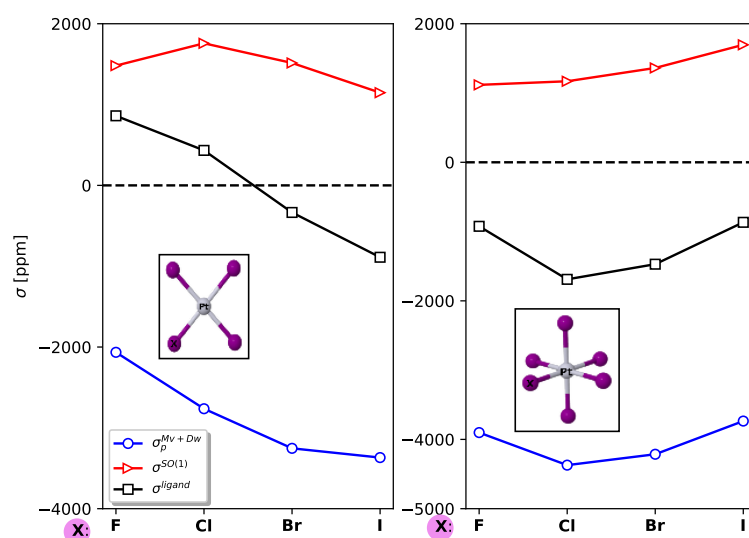 2000
0
−2000
−4000
σ [ppm]
Pt
X
σ_p^{Mv+Dw}
σ^{SO(1)}
σ^{ligand}
X: F Cl Br I
2000
0
−2000
−3000
−4000
−5000
Pt
X
X: F Cl Br I